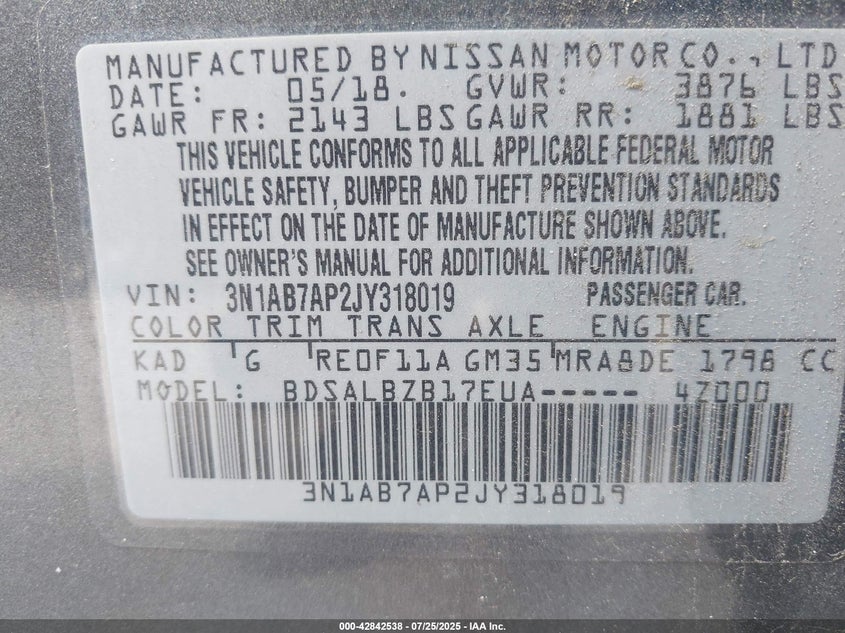 MANUFACTURED BY NISSAN MOTOR CO., LTD
DATE: 05/18. GVWR: 3876 LBS
GAWR FR: 2143 LBS GAWR RR: 1881 LBS
THIS VEHICLE CONFORMS TO ALL APPLICABLE FEDERAL MOTOR
VEHICLE SAFETY, BUMPER AND THEFT PREVENTION STANDARDS
IN EFFECT ON THE DATE OF MANUFACTURE SHOWN ABOVE.
SEE OWNER'S MANUAL FOR ADDITIONAL INFORMATION.
VIN: 3N1AB7AP2JY318019 PASSENGER CAR.
COLOR TRIM TRANS AXLE ENGINE
KAD G RE0F11A GM35 MRA8DE 1798 CC
MODEL: BDSALBZB17EUA----- 4Z000
3N1AB7AP2JY318019
000-42842538 | 07/25/2025 - IAA Inc.